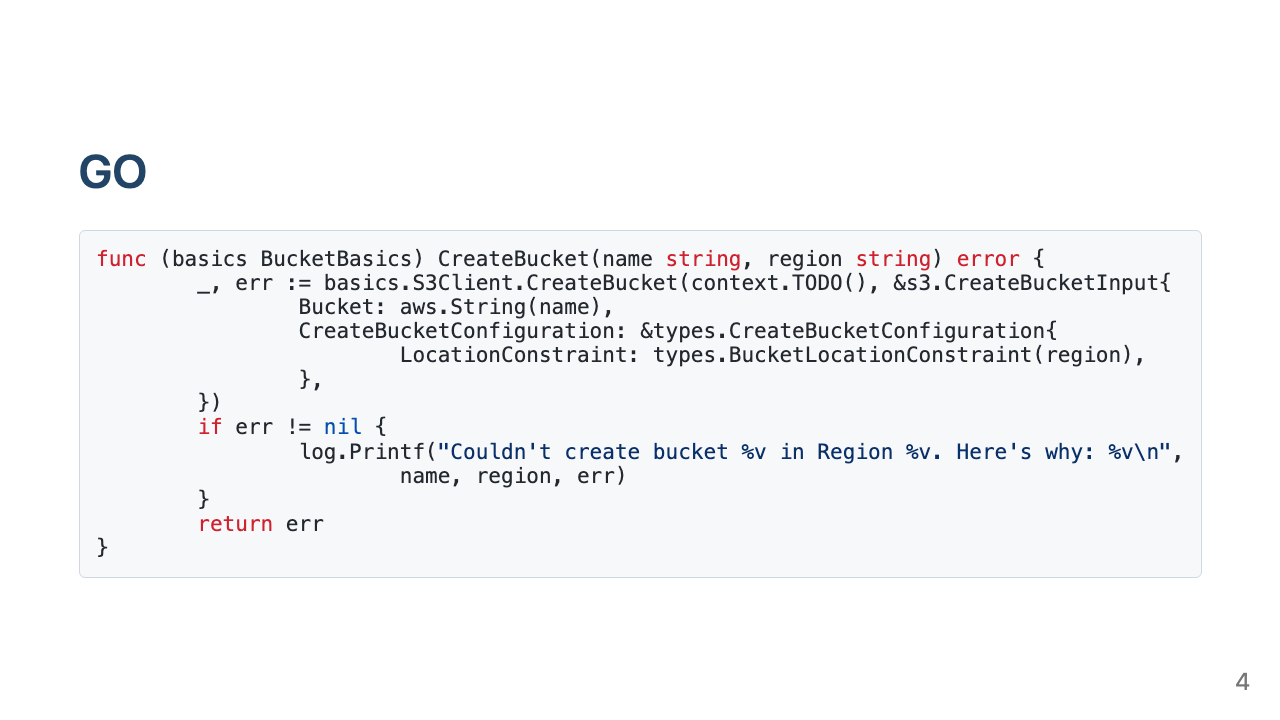 GO
func (basics BucketBasics) CreateBucket(name string, region string) error {
        _, err := basics.S3Client.CreateBucket(context.TODO(), &s3.CreateBucketInput{
                Bucket: aws.String(name),
                CreateBucketConfiguration: &types.CreateBucketConfiguration{
                        LocationConstraint: types.BucketLocationConstraint(region),
                },
        })
        if err != nil {
                log.Printf("Couldn't create bucket %v in Region %v. Here's why: %v\n",
                        name, region, err)
        }
        return err
}
4